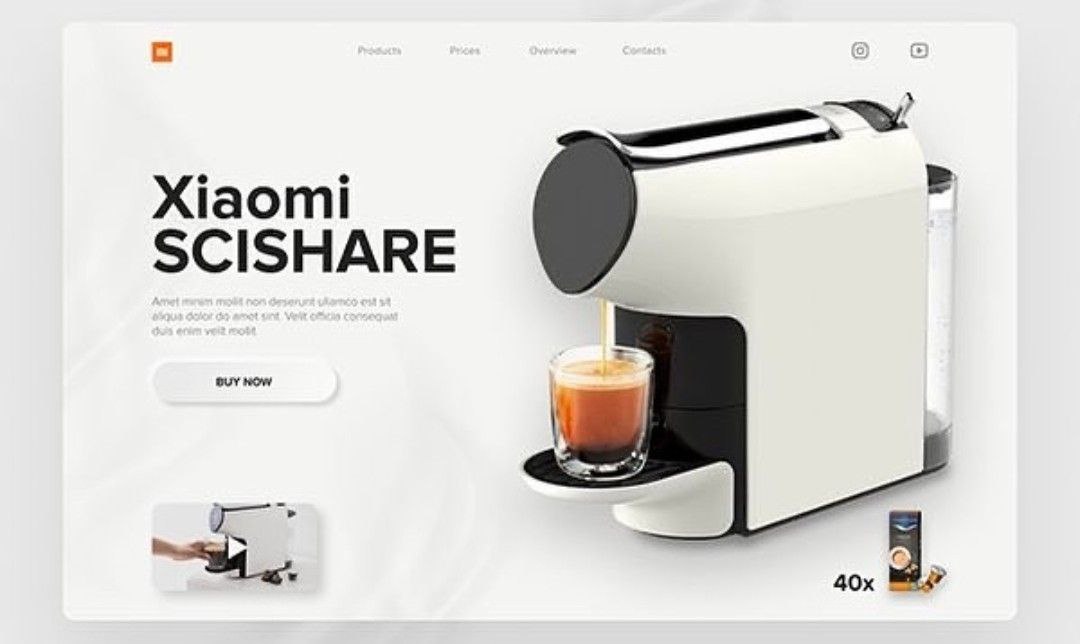 mi
Products
Prices
Overview
Contacts
Xiaomi
SCISHARE
Amet minim mollit non deserunt ullamco est sit
aliqua dolor do amet sint. Velit officia consequat
duis enim velit mollit
BUY NOW
40x